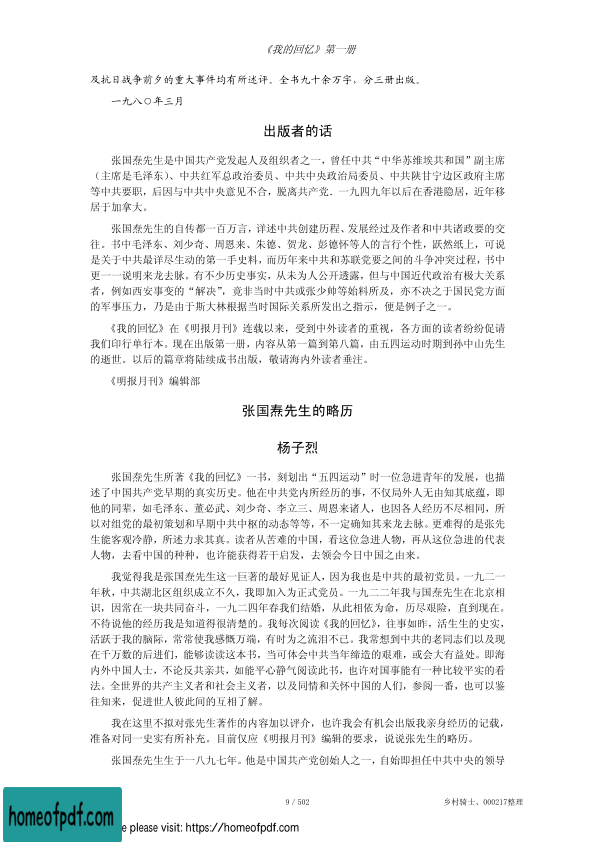 《我的回忆》第一册
及抗日战争前夕的重大事件均有所述评。全书九十余万字，分三册出版。
一九八○年三月
出版者的话
张国焘先生是中国共产党发起人及组织者之一，曾任中共“中华苏维埃共和国”副主席
（主席是毛泽东）、中共红军总政治委员、中共中央政治局委员、中共陕甘宁边区政府主席
等中共要职，后因与中共中央意见不合，脱离共产党．一九四九年以后在香港隐居，近年移
居于加拿大。
张国焘先生的自传都一百万言，详述中共创建历程、发展经过及作者和中共诸政要的交
往。书中毛泽东、刘少奇、周恩来、朱德、贺龙、彭德怀等人的言行个性，跃然纸上，可说
是关于中共最详尽生动的第一手史料，而历年来中共和苏联党要之间的斗争冲突过程，书中
更一一说明来龙去脉。有不少历史事实，从未为人公开透露，但与中国近代政治有极大关系
者，例如西安事变的“解决”，竟非当时中共或张少帅等始料所及，亦不决之于国民党方面
的军事压力，乃是由于斯大林根据当时国际关系所发出之指示，便是例子之一。
《我的回忆》在《明报月刊》连载以来，受到中外读者的重视，各方面的读者纷纷促请
我们印行单行本。现在出版第一册，内容从第一篇到第八篇，由五四运动时期到孙中山先生
的逝世。以后的篇章将陆续成书出版，敬请海内外读者垂注。
《明报月刊》编辑部
张国焘先生的略历
杨子烈
张国焘先生所著《我的回忆》一书，刻划出“五四运动”时一位急进青年的发展，也描
述了中国共产党早期的真实历史。他在中共党内所经历的事，不仅局外人无由知其底蕴，即
他的同辈，如毛泽东、董必武、刘少奇、李立三、周恩来诸人，也因各人经历不尽相同，所
以对组党的最初策划和早期中共中枢的动态等等，不一定确知其来龙去脉。更难得的是张先
生能客观冷静，所述力求其真。读者从苦难的中国，看这位急进人物，再从这位急进的代表
人物，去看中国的种种，也许能获得若干启发，去领会今日中国之由来。
我觉得我是张国焘先生这一巨著的最好见证人，因为我也是中共的最初党员。一九二一
年秋，中共湖北区组织成立不久，我即加入为正式党员。一九二二年我与国焘先生在北京相
识，因常在一块共同奋斗，一九二四年春我们结婚，从此相依为命，历尽艰险，直到现在。
不待说他的经历我是知道得很清楚的。我每次阅读《我的回忆》，往事如昨，活生生的史实，
活跃于我的脑际，常常使我感慨万端，有时为之流泪不已。我常想到中共的老同志们以及现
在千万数的后进们，能够读读这本书，当可体会中共当年缔造的艰难，或会大有益处。即海
内外中国人士，不论反共亲共，如能平心静气阅读此书，也许对国事能有一种比较平实的看
法。全世界的共产主义者和社会主义者，以及同情和关怀中国的人们，参阅一番，也可以鉴
往知来，促进世人彼此间的互相了解。
我在这里不拟对张先生著作的内容加以评介，也许我会有机会出版我亲身经历的记载，
准备对同一史实有所补充。目前仅应《明报月刊》编辑的要求，说说张先生的略历。
张国焘先生生于一八九七年。他是中国共产党创始人之一，自始即担任中共中央的领导
9 / 502
乡村骑士、000217整理
homeofpdf.com
e please visit: https://homeofpdf.com